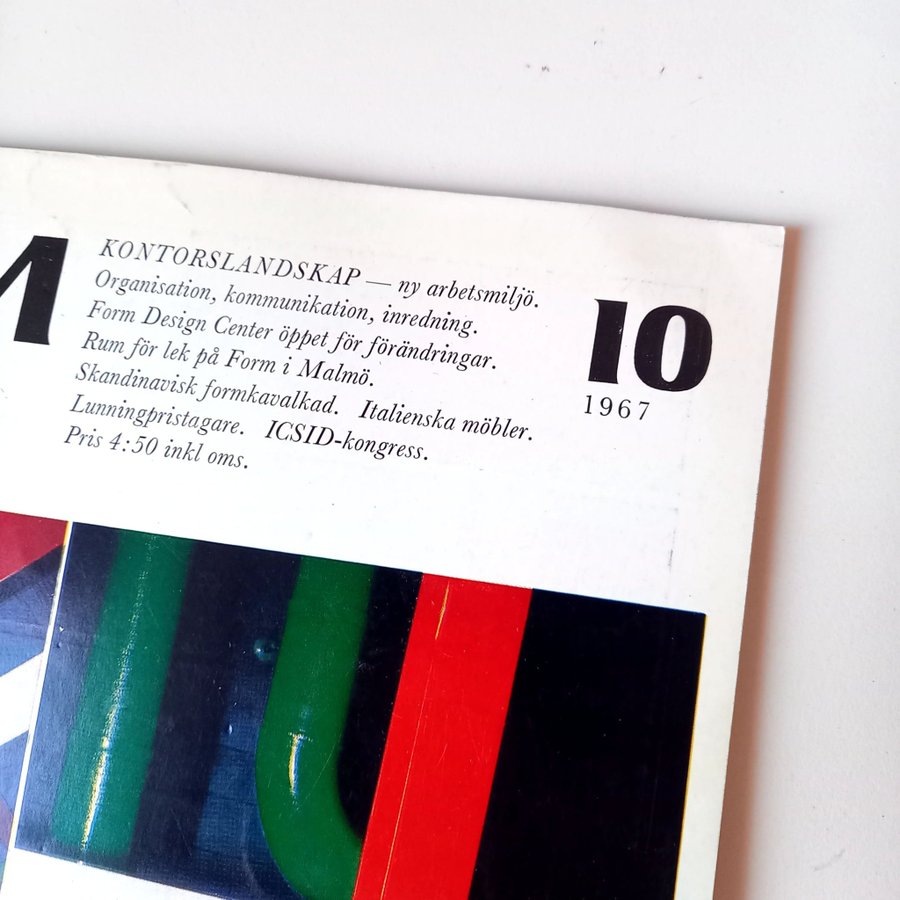 M
KONTORSLANDSKAP — ny arbetsmiljö.
Organisation, kommunikation, inredning.
Form Design Center öppet för förändringar.
Rum för lek på Form i Malmö.
Skandinavisk formkavalkad. Italienska möbler.
Lunningpristagare. ICSID-kongress.
Pris 4:50 inkl oms.
10
1967